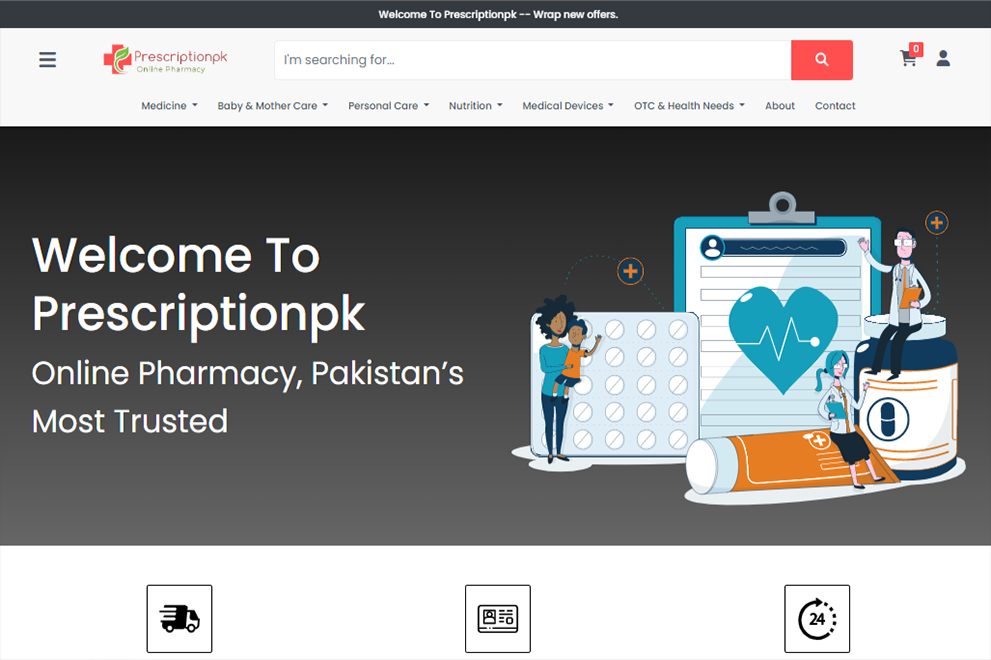 Welcome To Prescriptionpk -- Wrap new offers.
Prescriptionpk
Online Pharmacy
I'm searching for...
0
Medicine Baby & Mother Care Personal Care Nutrition Medical Devices OTC & Health Needs About Contact
Welcome To
Prescriptionpk
Online Pharmacy, Pakistan’s
Most Trusted
24